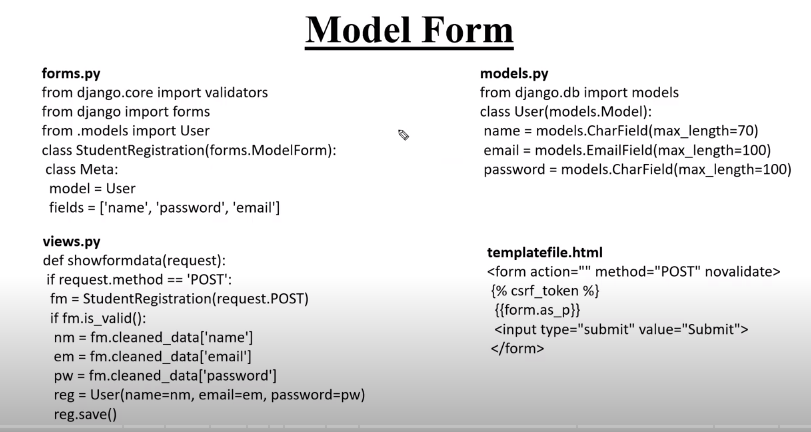 Model Form
forms.py
from django.core import validators
from django import forms
from .models import User
class StudentRegistration(forms.ModelForm):
class Meta:
model = User
fields = ['name', 'password', 'email']
views.py
def showformdata(request):
if request.method == 'POST':
fm = StudentRegistration(request.POST)
if fm.is_valid():
nm = fm.cleaned_data['name']
em = fm.cleaned_data['email']
pw = fm.cleaned_data['password']
reg = User(name=nm, email=em, password=pw)
reg.save()
models.py
from django.db import models
class User(models.Model):
name = models.CharField(max_length=70)
email = models.EmailField(max_length=100)
password = models.CharField(max_length=100)
templatefile.html
<form action="" method="POST" novalidate>
{% csrf_token %}
{{form.as_p}}
<input type="submit" value="Submit">
</form>